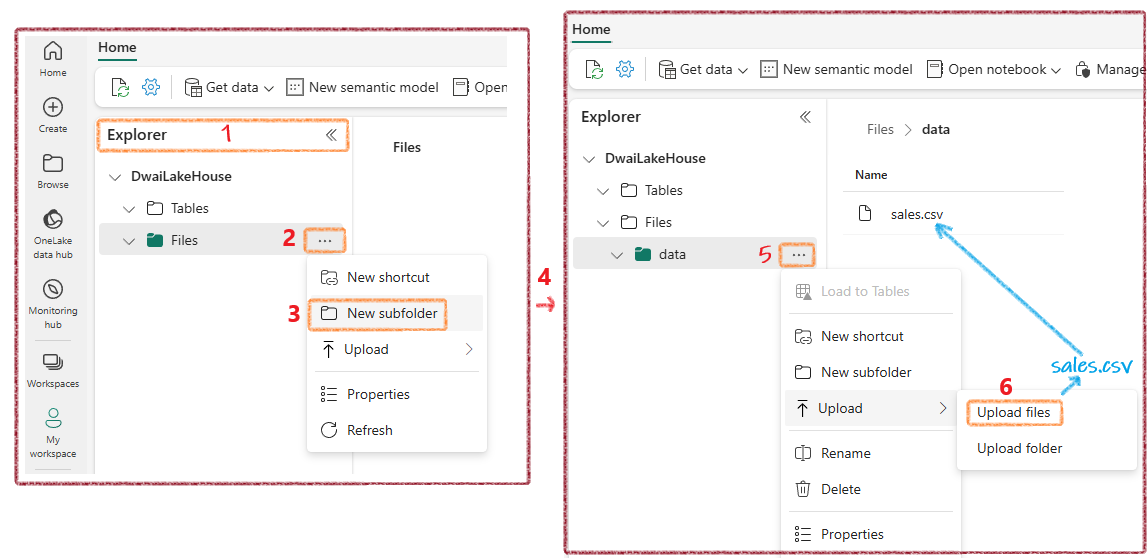 Home
Home
Create
Browse
OneLake
data hub
Monitoring
hub
Workspaces
My
workspace
Get data
New semantic model
Open
Explorer
1
DwaiLakeHouse
Tables
Files
2
...
New shortcut
3
New subfolder
Upload
Properties
Refresh
Files
4
Home
Get data
New semantic model
Open notebook
Manage
Explorer
DwaiLakeHouse
Tables
Files
data
5
...
Load to Tables
New shortcut
New subfolder
Upload
Rename
Delete
Properties
Files > data
Name
sales.csv
sales.csv
6
Upload files
Upload folder